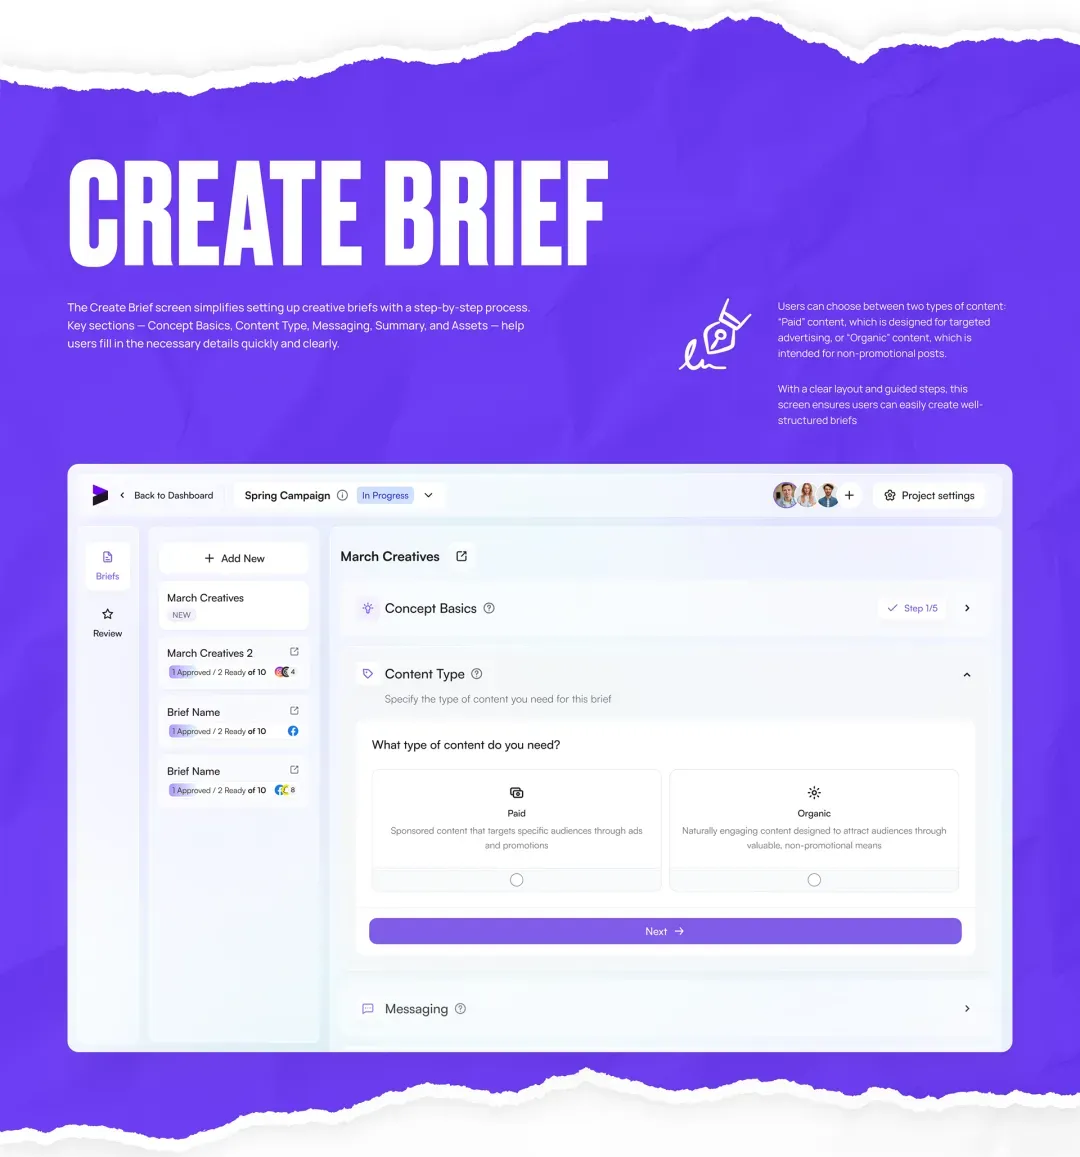 CREATE BRIEF
The Create Brief screen simplifies setting up creative briefs with a step-by-step process.
Key sections — Concept Basics, Content Type, Messaging, Summary, and Assets — help
users fill in the necessary details quickly and clearly.
Users can choose between two types of content:
"Paid" content, which is designed for targeted
advertising, or "Organic" content, which is
intended for non-promotional posts.
With a clear layout and guided steps, this
screen ensures users can easily create well-
structured briefs
Back to Dashboard
Spring Campaign
In Progress
Project settings
Briefs
Review
Add New
March Creatives
NEW
March Creatives 2
1 Approved / 2 Ready of 10
4
Brief Name
1 Approved / 2 Ready of 10
Brief Name
1 Approved / 2 Ready of 10
8
March Creatives
Concept Basics
Step 1/5
Content Type
Specify the type of content you need for this brief
What type of content do you need?
Paid
Sponsored content that targets specific audiences through ads
and promotions
Organic
Naturally engaging content designed to attract audiences through
valuable, non-promotional means
Next
Messaging